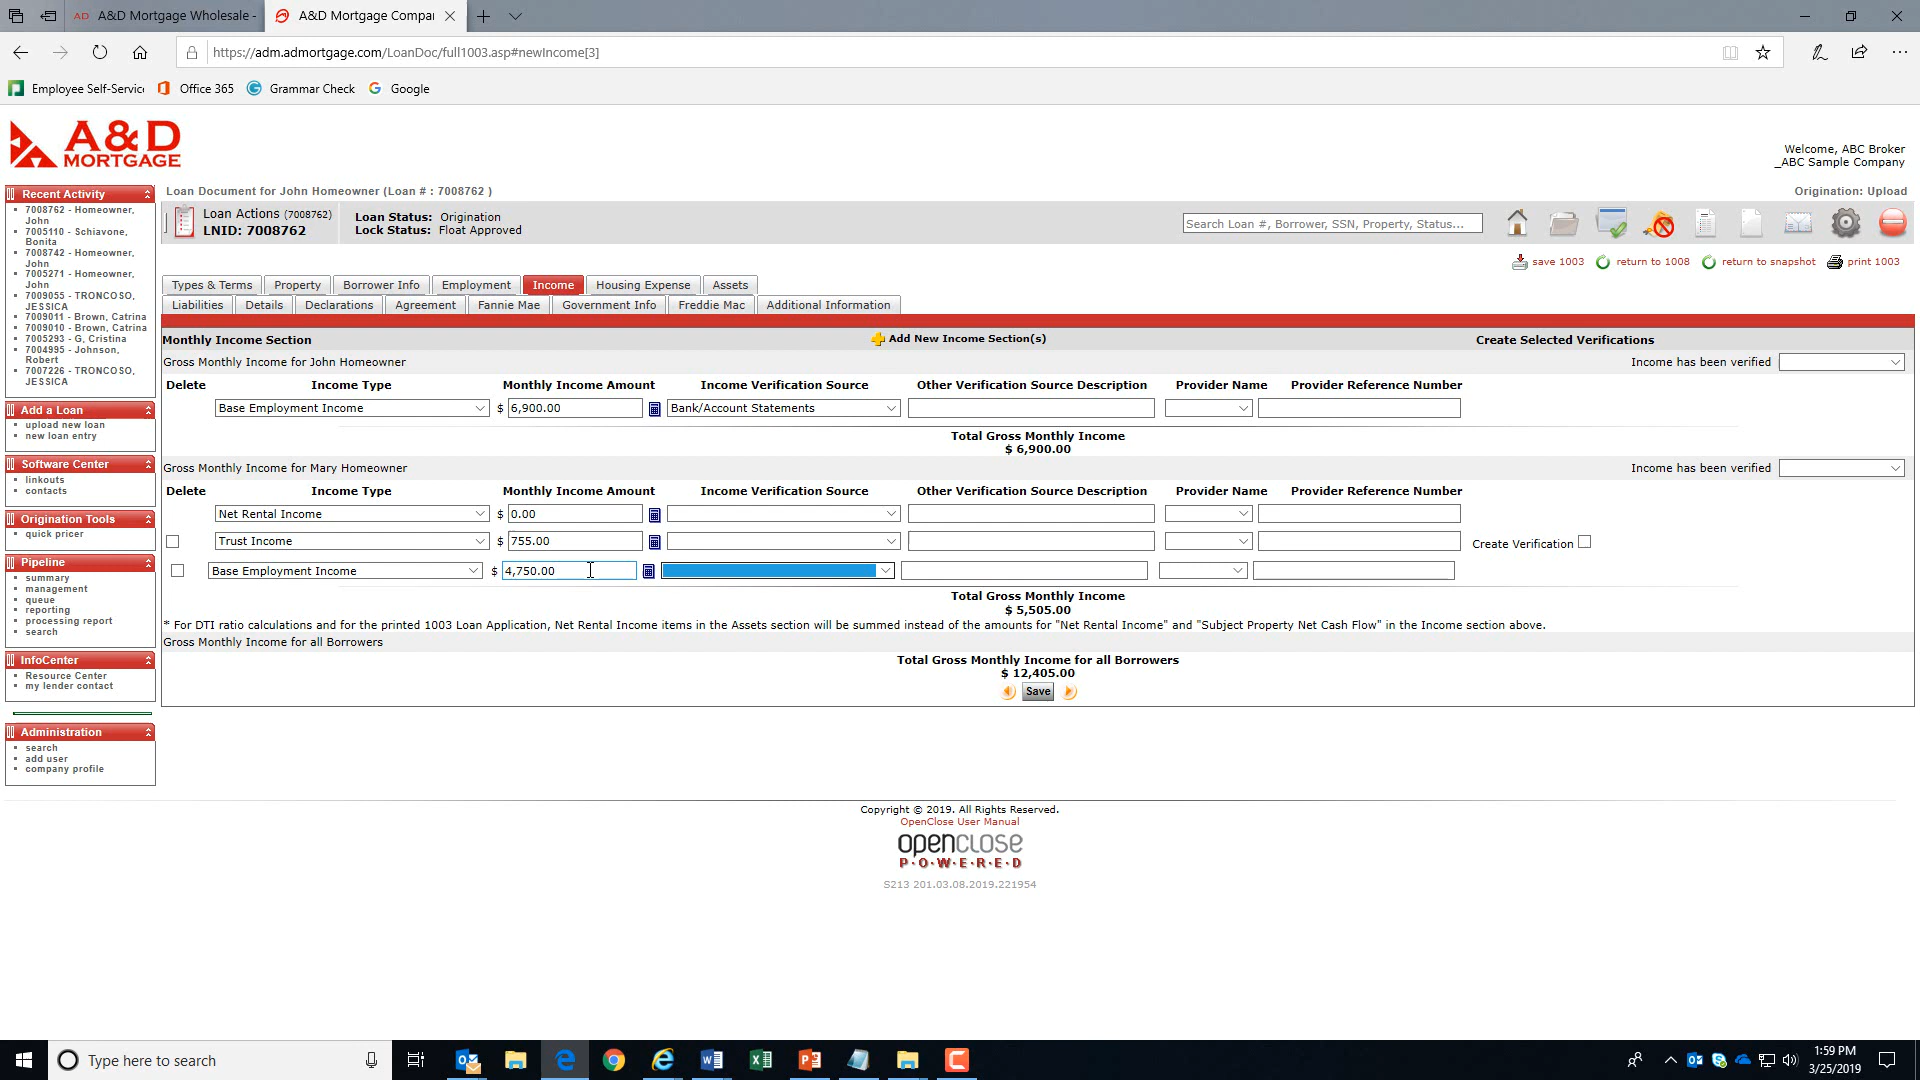 A&D Mortgage Wholesale -
A&D Mortgage Compar
https://adm.admortgage.com/LoanDoc/full1003.asp#newIncome[3]
Employee Self-Servic
Office 365
Grammar Check
Google
A&D
MORTGAGE
Welcome, ABC Broker
_ABC Sample Company
Recent Activity
7008762 - Homeowner,
John
7005110 - Schiavone,
Bonita
7008742 - Homeowner,
John
7005271 - Homeowner,
John
7009055 - TRONCOSO,
JESSICA
7009011 - Brown, Catrina
7009010 - Brown, Catrina
7005293 - G, Cristina
7004995 - Johnson,
Robert
7007226 - TRONCOSO,
JESSICA
Add a Loan
upload new loan
new loan entry
Software Center
linkouts
contacts
Origination Tools
quick pricer
Pipeline
summary
management
queue
reporting
processing report
search
InfoCenter
Resource Center
my lender contact
Administration
search
add user
company profile
Loan Document for John Homeowner (Loan # : 7008762 )
Origination: Upload
Loan Actions (7008762)
LNID: 7008762
Loan Status: Origination
Lock Status: Float Approved
Search Loan #, Borrower, SSN, Property, Status...
save 1003
return to 1008
return to snapshot
print 1003
Types & Terms
Property
Borrower Info
Employment
Income
Housing Expense
Assets
Liabilities
Details
Declarations
Agreement
Fannie Mae
Government Info
Freddie Mac
Additional Information
Monthly Income Section
Add New Income Section(s)
Create Selected Verifications
Gross Monthly Income for John Homeowner
Income has been verified
Delete Income Type Monthly Income Amount Income Verification Source Other Verification Source Description Provider Name Provider Reference Number
Base Employment Income $ 6,900.00 Bank/Account Statements
Total Gross Monthly Income
$ 6,900.00
Gross Monthly Income for Mary Homeowner
Income has been verified
Delete Income Type Monthly Income Amount Income Verification Source Other Verification Source Description Provider Name Provider Reference Number
Net Rental Income $ 0.00
Trust Income $ 755.00 Create Verification
Base Employment Income $ 4,750.00
Total Gross Monthly Income
$ 5,505.00
* For DTI ratio calculations and for the printed 1003 Loan Application, Net Rental Income items in the Assets section will be summed instead of the amounts for "Net Rental Income" and "Subject Property Net Cash Flow" in the Income section above.
Gross Monthly Income for all Borrowers
Total Gross Monthly Income for all Borrowers
$ 12,405.00
Save
Copyright © 2019. All Rights Reserved.
OpenClose User Manual
openclose
P·O·W·E·R·E·D
S213 201.03.08.2019.221954
Type here to search
1:59 PM
3/25/2019